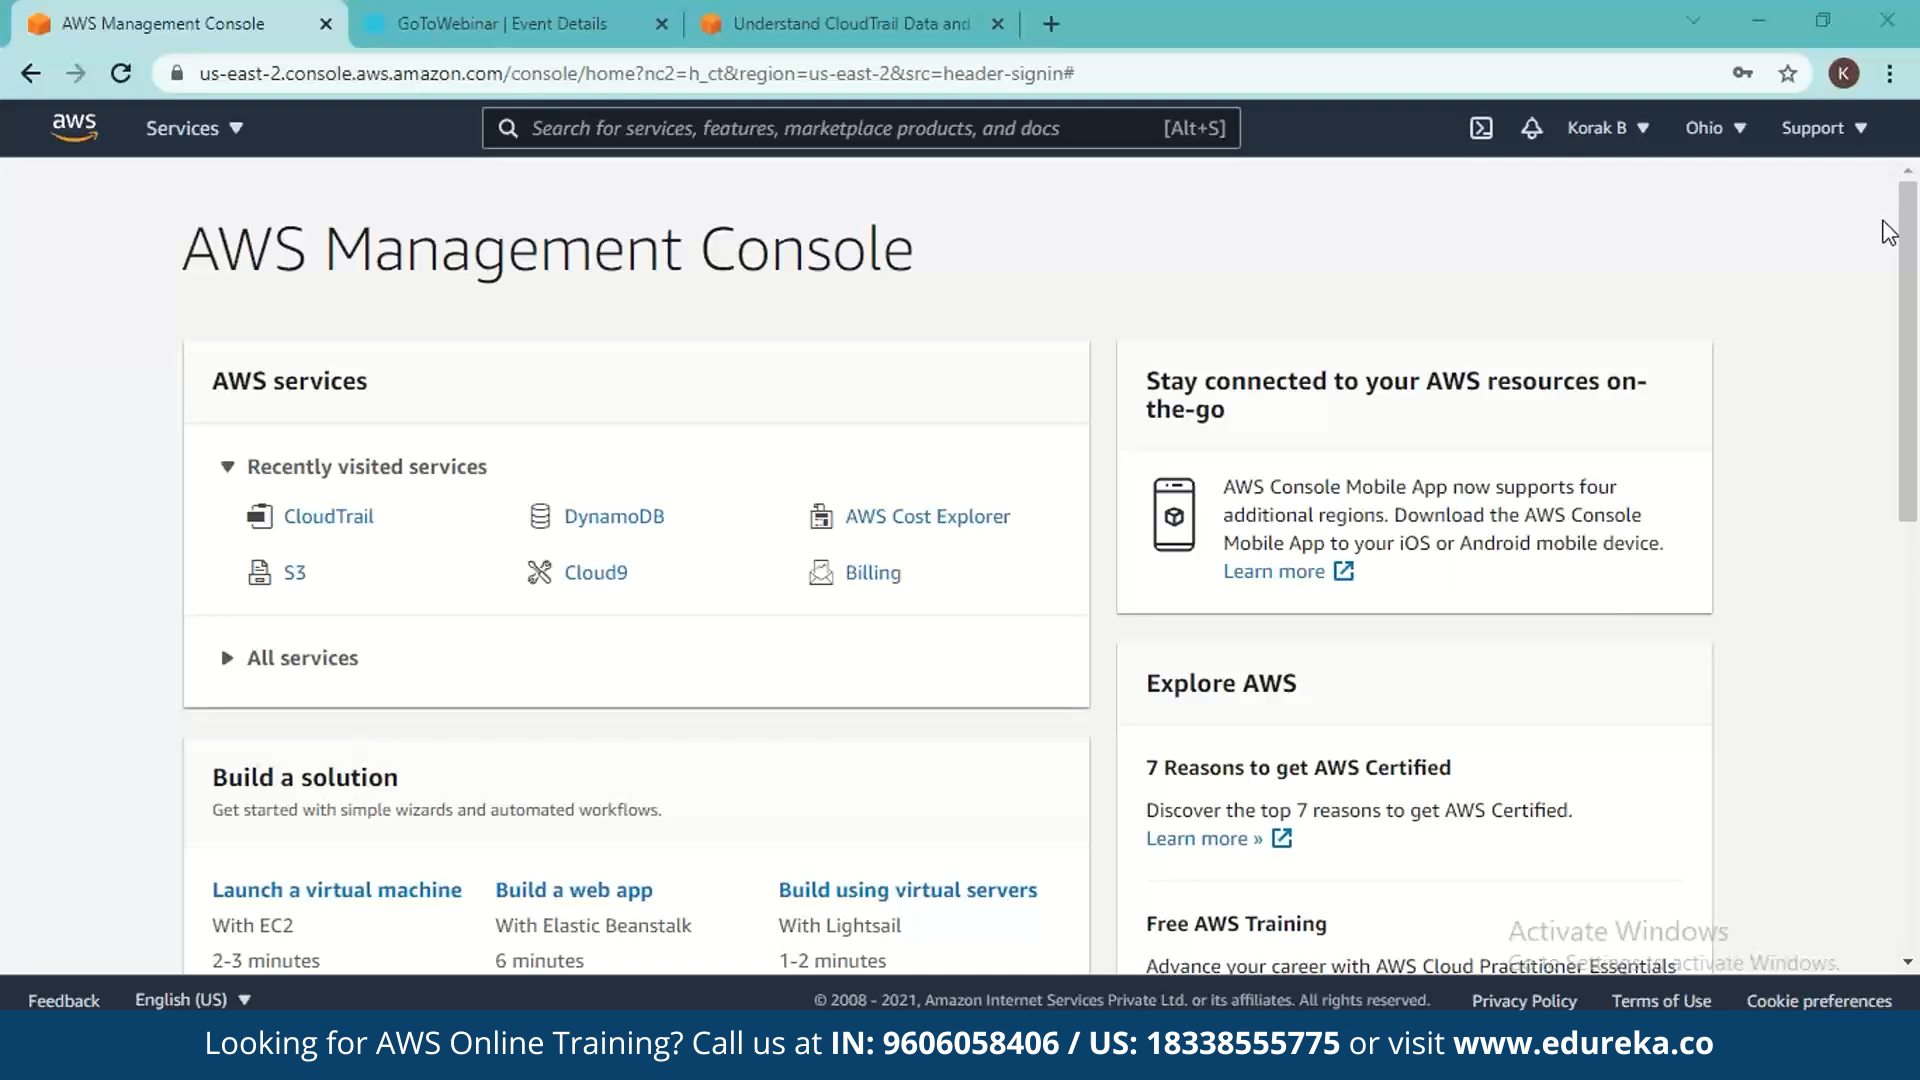 AWS Management Console
GoToWebinar | Event Details
Understand CloudTrail Data and
us-east-2.console.aws.amazon.com/console/home?nc2=h_ct&region=us-east-2&src=header-signin#
K
aws
Services
Search for services, features, marketplace products, and docs
[Alt+S]
Korak B
Ohio
Support
AWS Management Console
AWS services
Recently visited services
CloudTrail
DynamoDB
AWS Cost Explorer
S3
Cloud9
Billing
All services
Build a solution
Get started with simple wizards and automated workflows.
Launch a virtual machine
With EC2
2-3 minutes
Build a web app
With Elastic Beanstalk
6 minutes
Build using virtual servers
With Lightsail
1-2 minutes
Stay connected to your AWS resources on-
the-go
AWS Console Mobile App now supports four
additional regions. Download the AWS Console
Mobile App to your iOS or Android mobile device.
Learn more
Explore AWS
7 Reasons to get AWS Certified
Discover the top 7 reasons to get AWS Certified.
Learn more »
Free AWS Training
Advance your career with AWS Cloud Practitioner Essentials
Activate Windows
Go to Settings to activate Windows.
Feedback
English (US)
© 2008 - 2021, Amazon Internet Services Private Ltd. or its affiliates. All rights reserved.
Privacy Policy
Terms of Use
Cookie preferences
Looking for AWS Online Training? Call us at IN: 9606058406 / US: 18338555775 or visit www.edureka.co